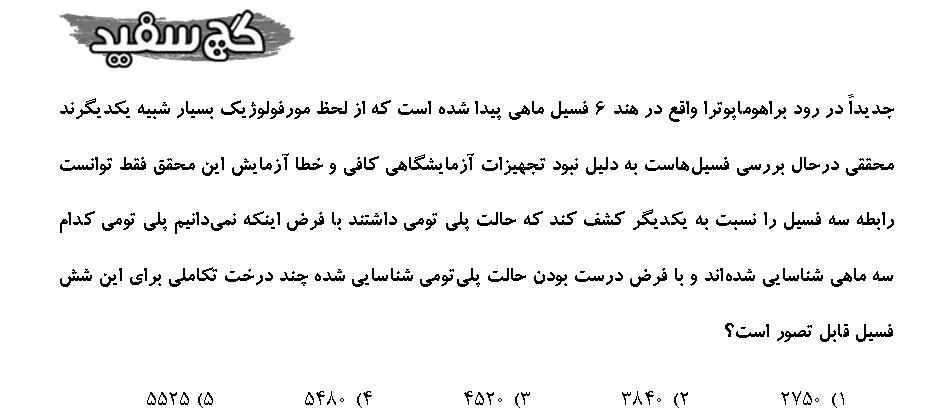 گچ سفید
جدیداً در رود براهماپوترا واقع در هند ۶ فسیل ماهی پیدا شده است که از لحظ مورفولوژیک بسیار شبیه یکدیگرند
محققی درحال بررسی فسیل‌هاست به دلیل نبود تجهیزات آزمایشگاهی کافی و خطا آزمایش این محقق فقط توانست
رابطه سه فسیل را نسبت به یکدیگر کشف کند که حالت پلی تومی داشتند با فرض اینکه نمی‌دانیم پلی تومی کدام
سه ماهی شناسایی شده‌اند و با فرض درست بودن حالت پلی‌تومی شناسایی شده چند درخت تکاملی برای این شش
فسیل قابل تصور است؟
۱) ۲۷۵۰ ۲) ۳۸۴۰ ۳) ۴۵۲۰ ۴) ۵۴۸۰ ۵) ۵۵۲۵